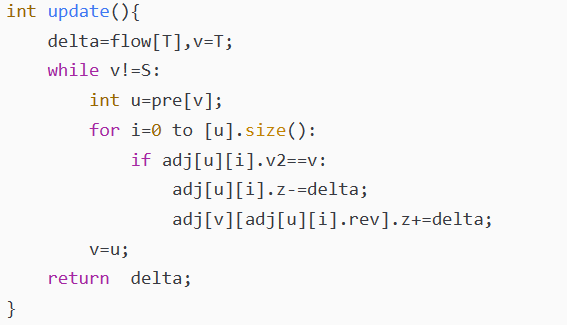 int update(){
    delta=flow[T],v=T;
    while v!=S:
        int u=pre[v];
        for i=0 to [u].size():
            if adj[u][i].v2==v:
                adj[u][i].z-=delta;
                adj[v][adj[u][i].rev].z+=delta;
        v=u;
    return  delta;
}